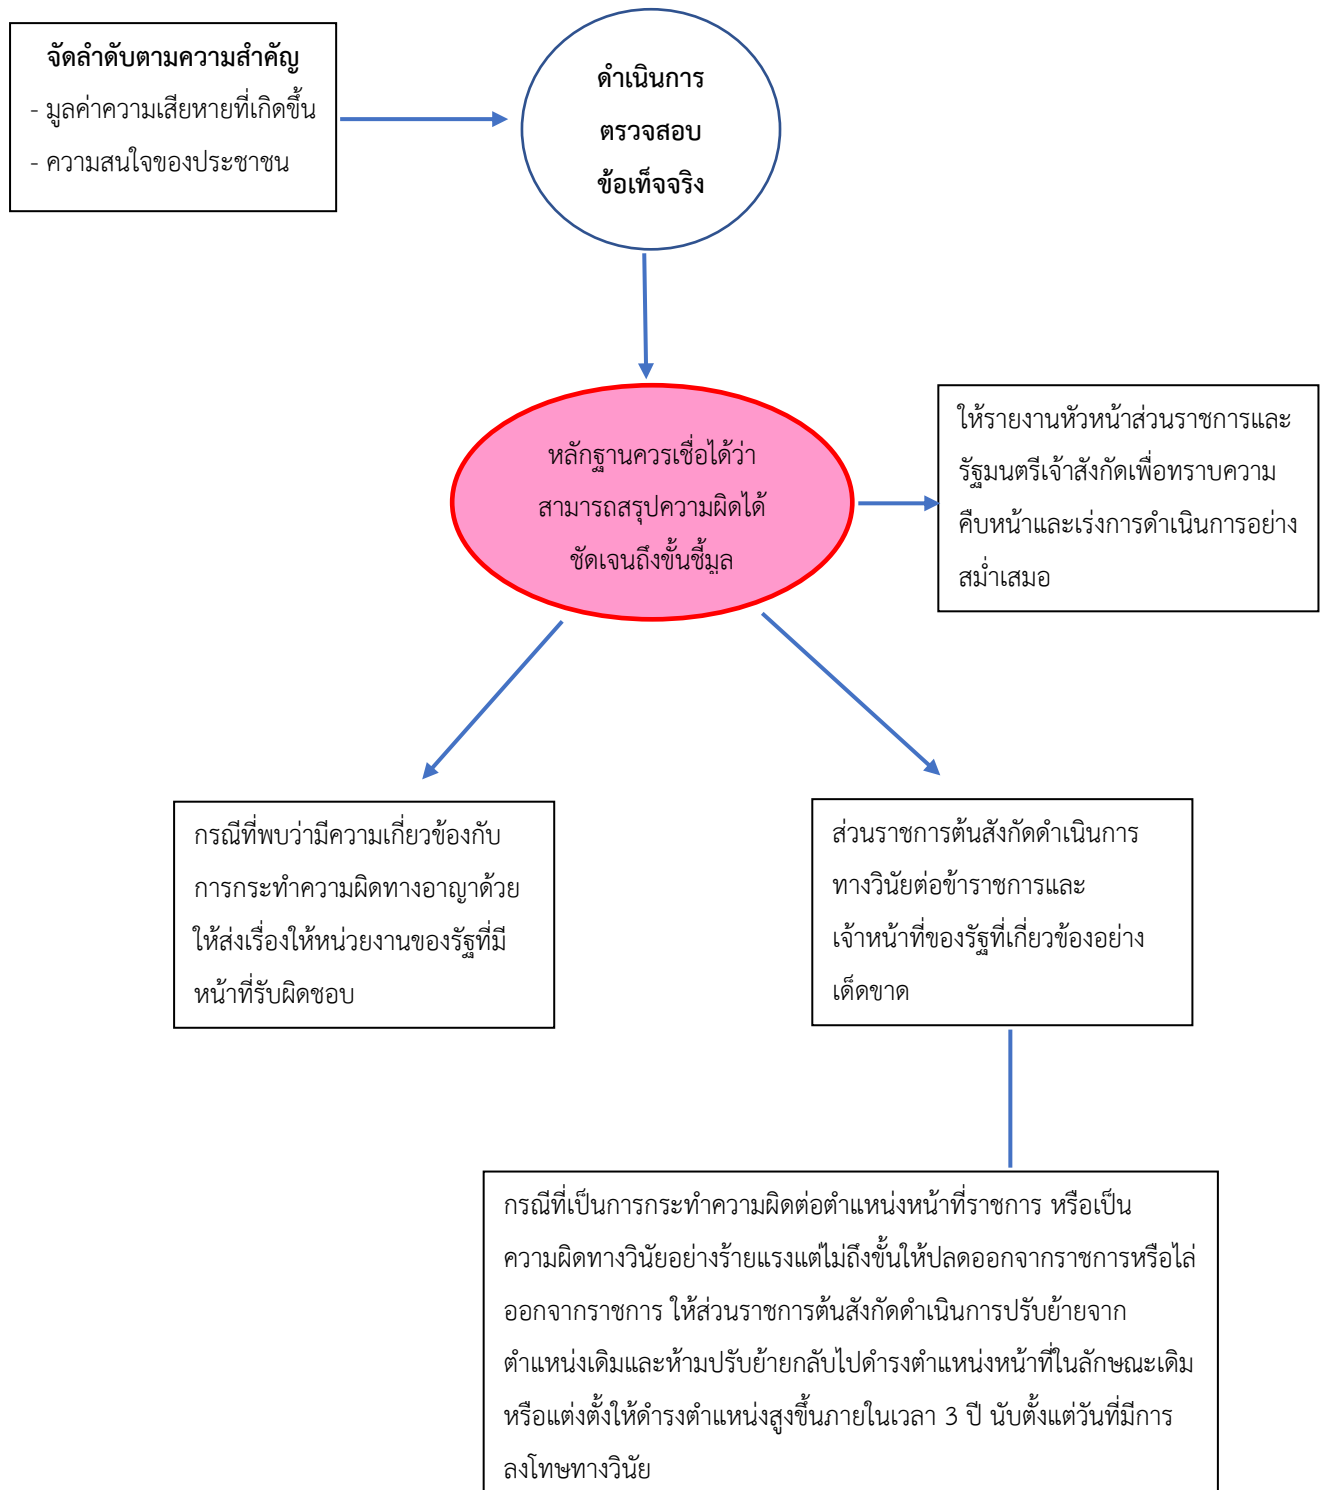 จัดลำดับตามความสำคัญ
- มูลค่าความเสียหายที่เกิดขึ้น
- ความสนใจของประชาชน
ดำเนินการ
ตรวจสอบ
ข้อเท็จจริง
หลักฐานควรเชื่อได้ว่า
สามารถสรุปความผิดได้
ชัดเจนถึงขั้นชี้มูล
ให้รายงานหัวหน้าส่วนราชการและ
รัฐมนตรีเจ้าสังกัดเพื่อทราบความ
คืบหน้าและเร่งการดำเนินการอย่าง
สม่ำเสมอ
กรณีที่พบว่ามีความเกี่ยวข้องกับ
การกระทำความผิดทางอาญาด้วย
ให้ส่งเรื่องให้หน่วยงานของรัฐที่มี
หน้าที่รับผิดชอบ
ส่วนราชการต้นสังกัดดำเนินการ
ทางวินัยต่อข้าราชการและ
เจ้าหน้าที่ของรัฐที่เกี่ยวข้องอย่าง
เด็ดขาด
กรณีที่เป็นการกระทำความผิดต่อตำแหน่งหน้าที่ราชการ หรือเป็น
ความผิดทางวินัยอย่างร้ายแรงแต่ไม่ถึงขั้นให้ปลดออกจากราชการหรือไล่
ออกจากราชการ ให้ส่วนราชการต้นสังกัดดำเนินการปรับย้ายจาก
ตำแหน่งเดิมและห้ามปรับย้ายกลับไปดำรงตำแหน่งหน้าที่ในลักษณะเดิม
หรือแต่งตั้งให้ดำรงตำแหน่งสูงขึ้นภายในเวลา 3 ปี นับตั้งแต่วันที่มีการ
ลงโทษทางวินัย